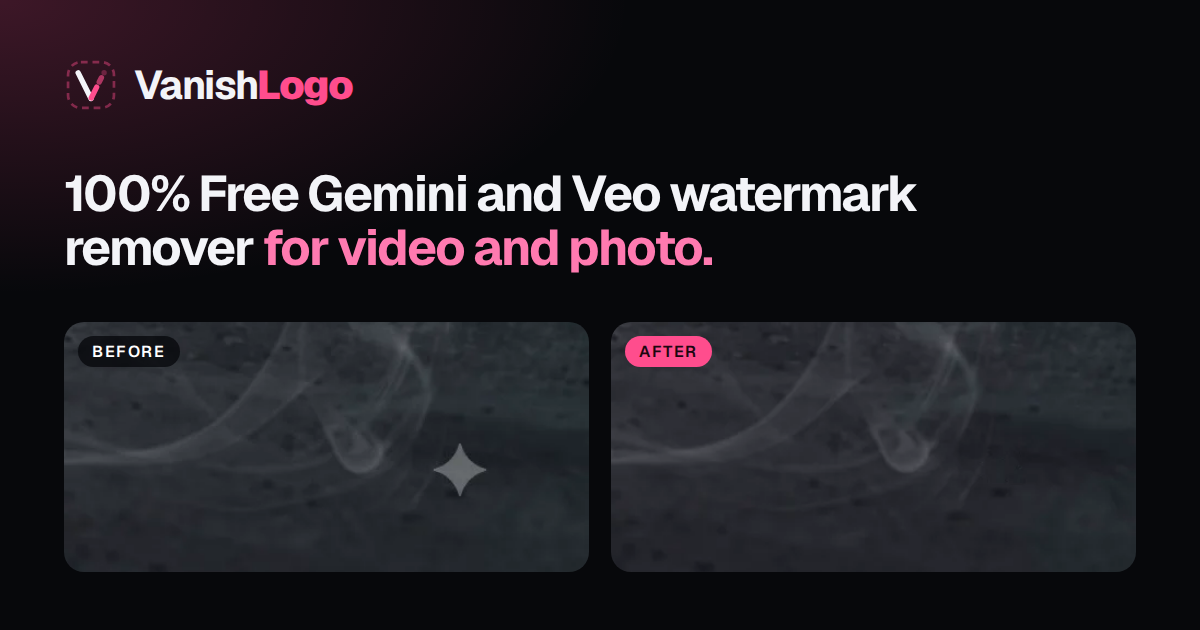 VanishLogo
100% Free Gemini and Veo watermark
remover for video and photo.
BEFORE
AFTER